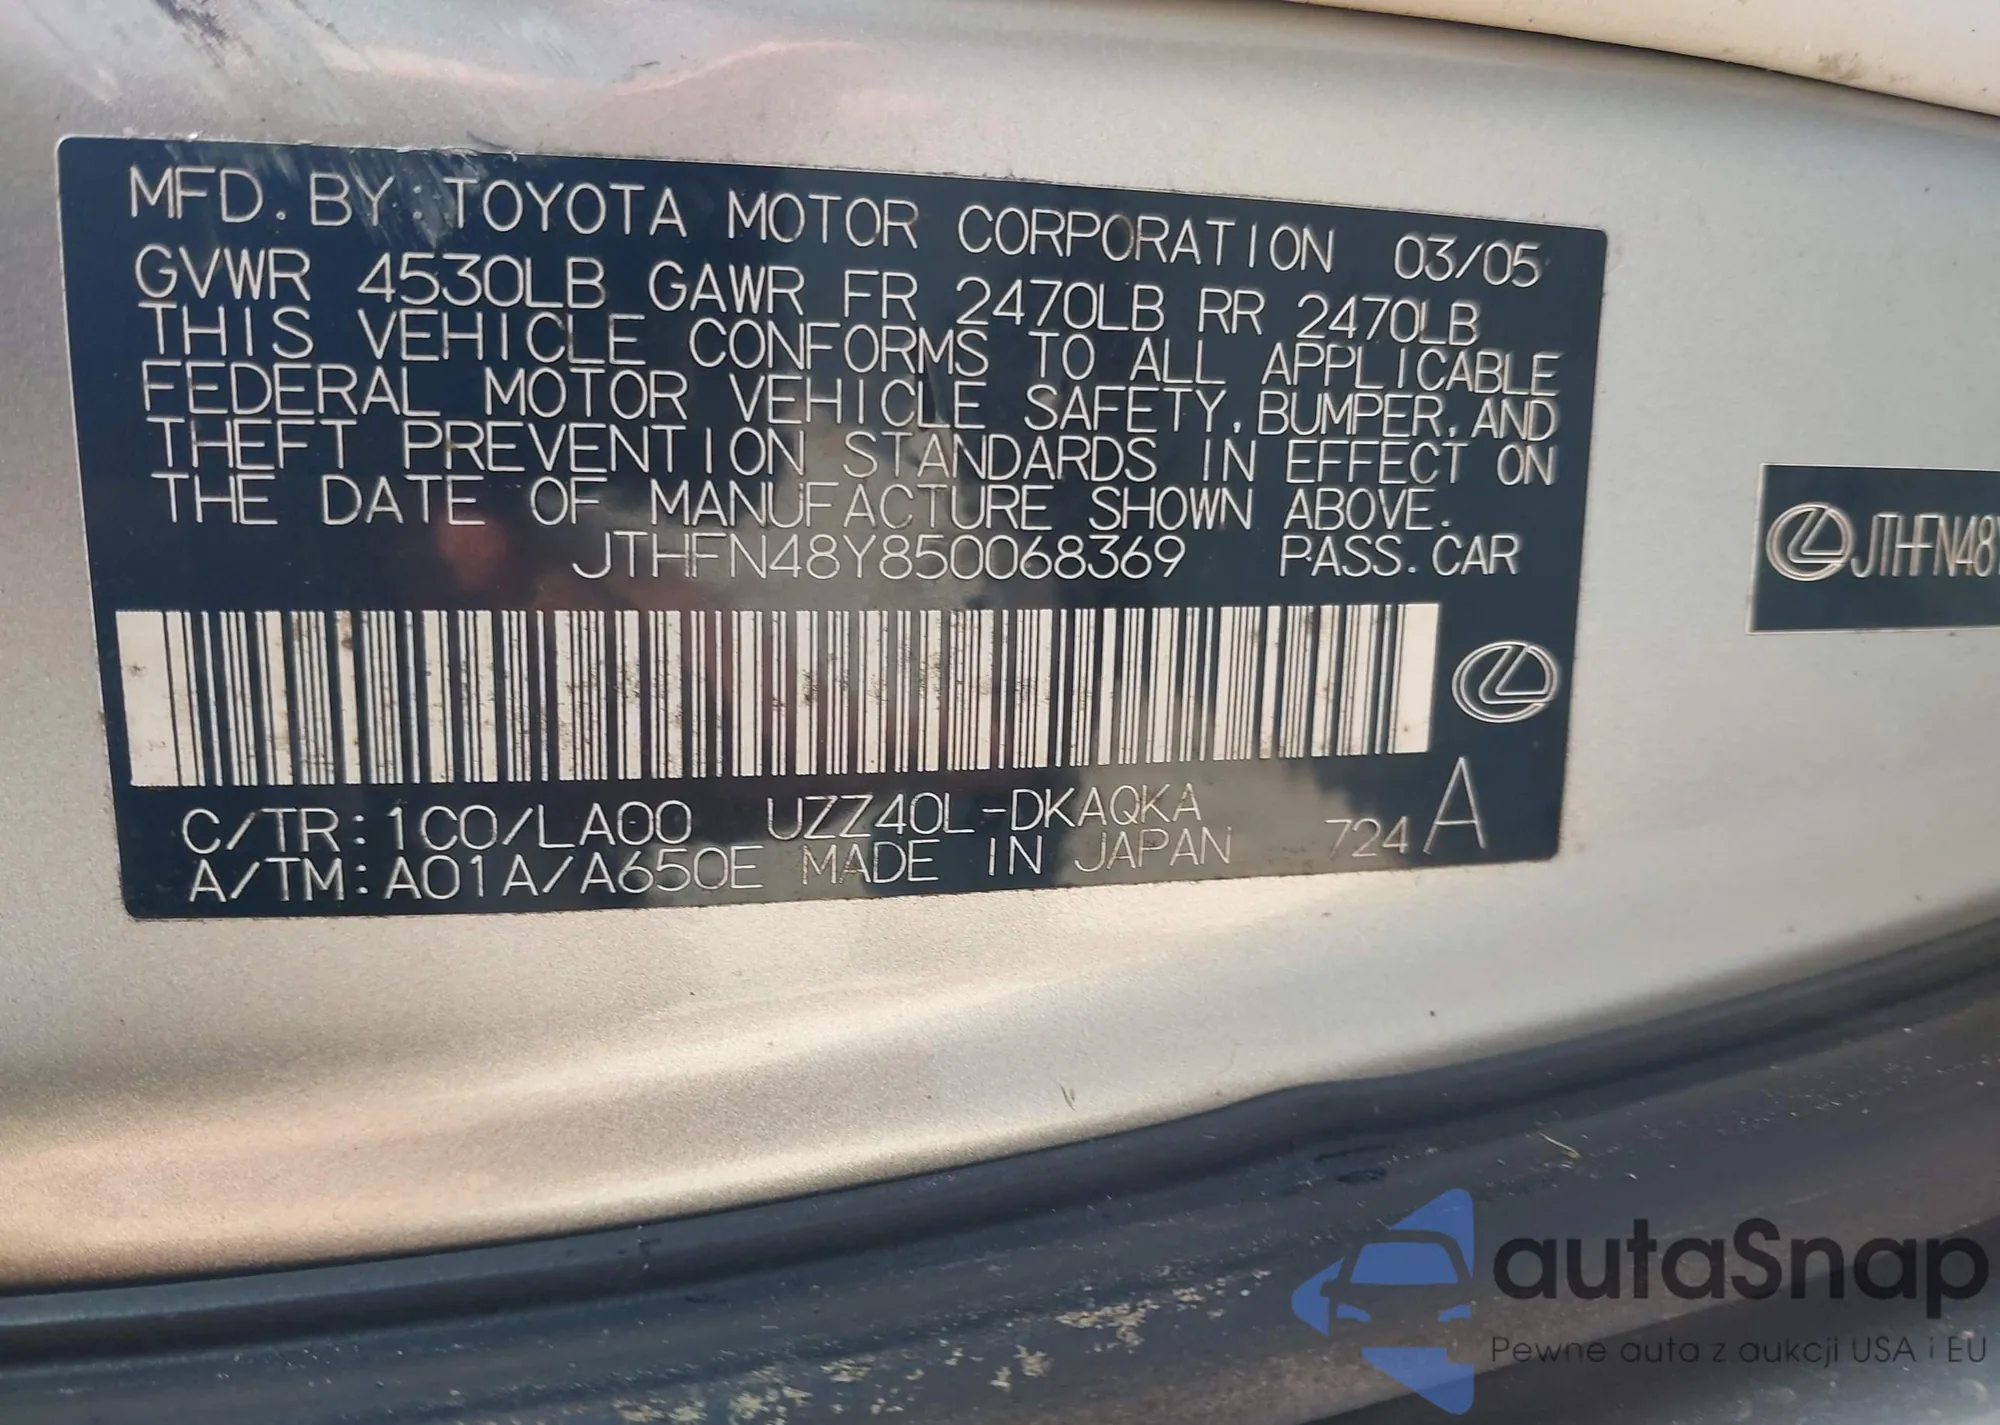 MFD. BY: TOYOTA MOTOR CORPORATION 03/05
GVWR 4530LB GAWR FR 2470LB RR 2470LB
THIS VEHICLE CONFORMS TO ALL APPLICABLE
FEDERAL MOTOR VEHICLE SAFETY, BUMPER, AND
THEFT PREVENTION STANDARDS IN EFFECT ON
THE DATE OF MANUFACTURE SHOWN ABOVE.
JTHFN48Y850068369 PASS. CAR
C/TR: 1C0/LA00 UZZ40L-DKAQKA
A/TM: A01A/A650E MADE IN JAPAN 724 A
JTHFN48Y
autoSnap
Pewne auta z aukcji USA i EU